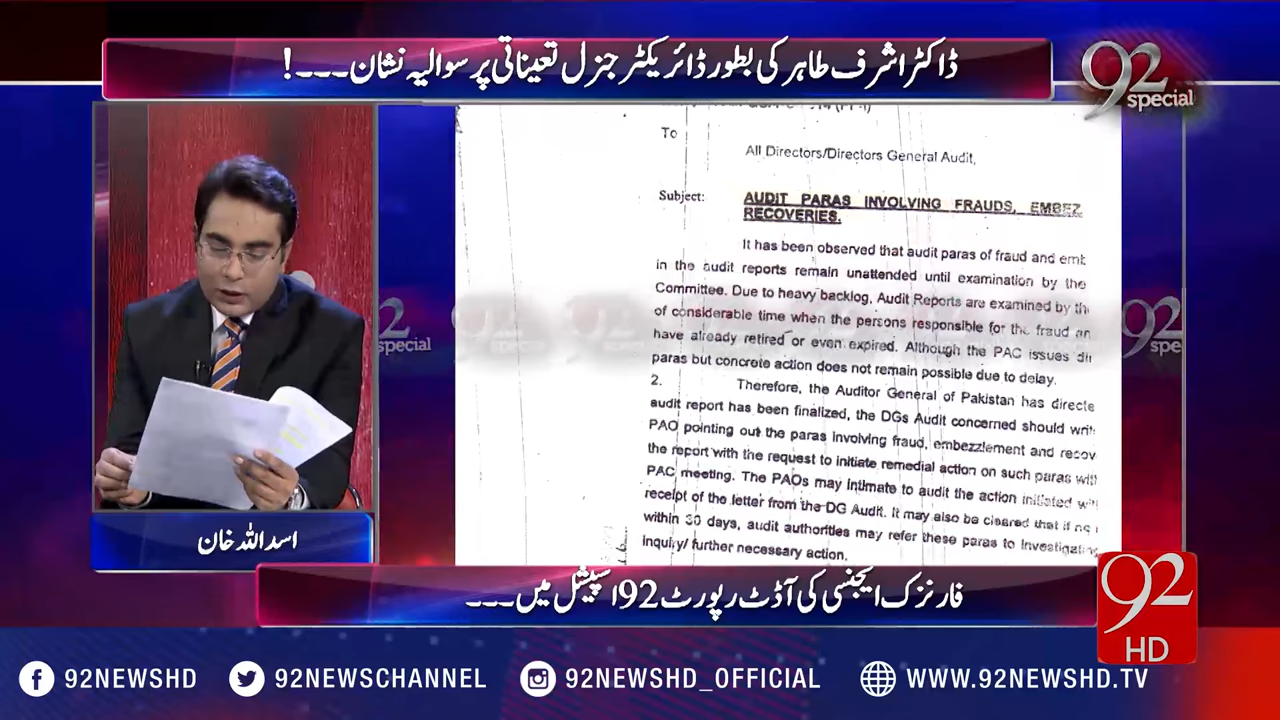 ڈاکٹر اشرف طاہر کی بطور ڈائریکٹر جنرل تعیناتی پر سوالیہ نشان ۔۔۔!
92
special
To
All Directors/Directors General Audit,
Subject: AUDIT PARAS INVOLVING FRAUDS, EMBEZ
RECOVERIES.
It has been observed that audit paras of fraud and emb
in the audit reports remain unattended until examination by the
Committee. Due to heavy backlog, Audit Reports are examined by the
of considerable time when the persons responsible for the fraud an
have already retired or even expired. Although the PAC issues dir
paras but concrete action does not remain possible due to delay.
2. Therefore, the Auditor General of Pakistan has directe
audit report has been finalized, the DGs Audit concerned should writ
PAO pointing out the paras involving fraud, embezzlement and recov
the report with the request to initiate remedial action on such paras wit
PAC meeting. The PAOs may intimate to audit the action initiated wi
receipt of the letter from the DG Audit. It may also be cleared that if no
within 30 days, audit authorities may refer these paras to Investigatin
inquiry/ further necessary action.
92
special
92
spe
اسد اللہ خان
فارنزک ایجنسی کی آڈٹ رپورٹ 92 اسپیشل میں ۔۔۔
92
HD
92NEWSHD
92NEWSCHANNEL
92NEWSHD_OFFICIAL
WWW.92NEWSHD.TV